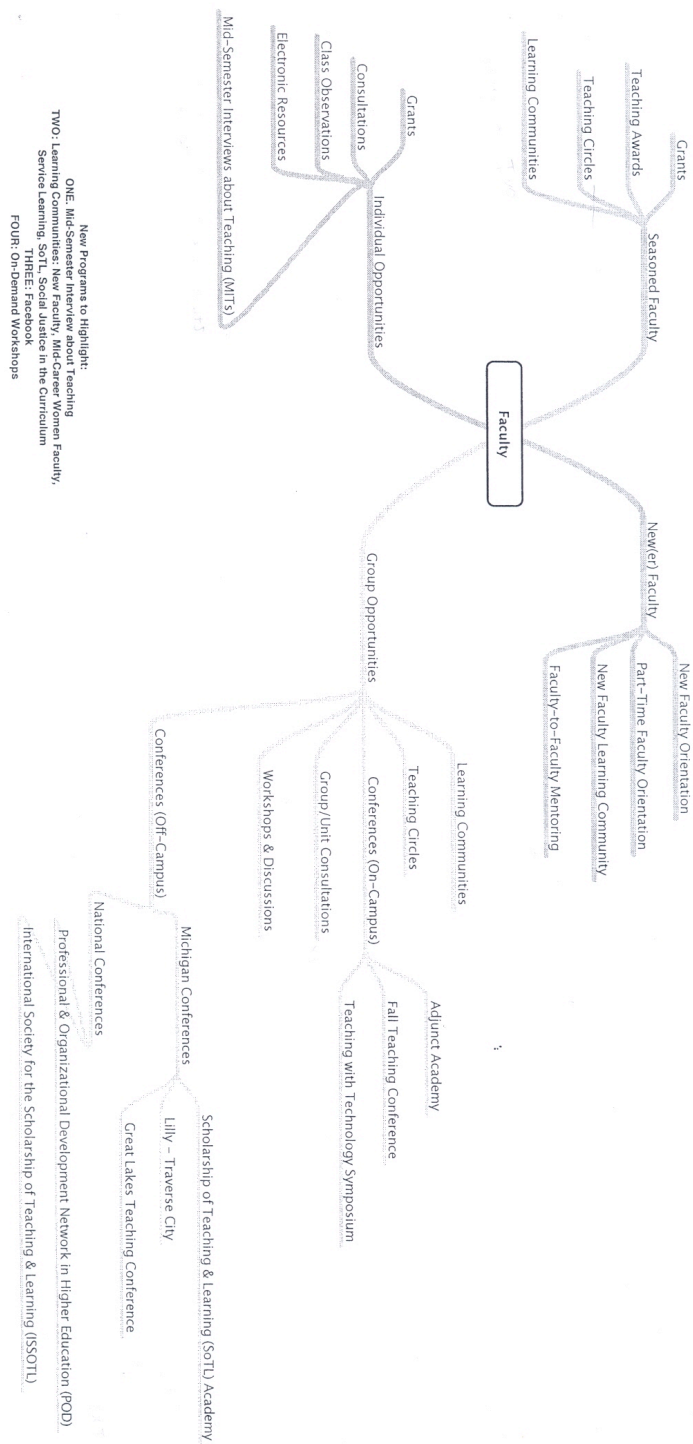 Faculty
Seasoned Faculty
Grants
Teaching Awards
Teaching Circles
Learning Communities
Individual Opportunities
Grants
Consultations
Class Observations
Electronic Resources
Mid-Semester Interviews about Teaching (MITs)
New(er) Faculty
New Faculty Orientation
Part-Time Faculty Orientation
New Faculty Learning Community
Faculty-to-Faculty Mentoring
Group Opportunities
Learning Communities
Teaching Circles
Conferences (On-Campus)
Adjunct Academy
Fall Teaching Conference
Teaching with Technology Symposium
Group/Unit Consultations
Workshops & Discussions
Conferences (Off-Campus)
Michigan Conferences
Scholarship of Teaching & Learning (SoTL) Academy
Lilly - Traverse City
Great Lakes Teaching Conference
National Conferences
Professional & Organizational Development Network in Higher Education (POD)
International Society for the Scholarship of Teaching & Learning (ISSOTL)
New Programs to Highlight:
ONE. Mid-Semester Interview about Teaching
TWO: Learning Communities: New Faculty, Mid-Career Women Faculty,
Service Learning, SoTL, Social Justice in the Curriculum
THREE: Facebook
FOUR: On-Demand Workshops